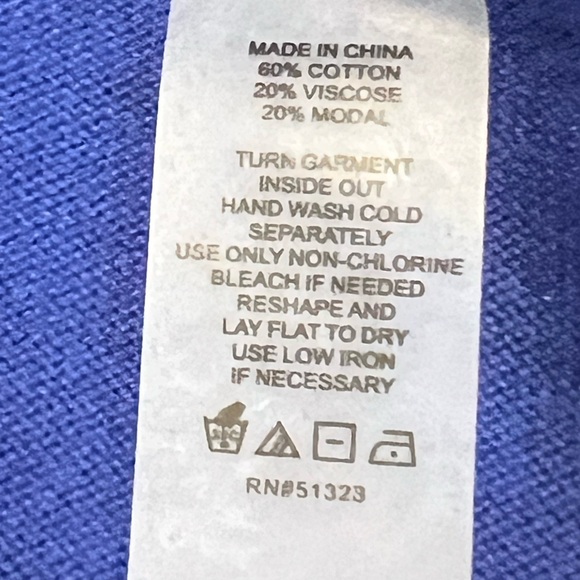 MADE IN CHINA
60% COTTON
20% VISCOSE
20% MODAL
TURN GARMENT
INSIDE OUT
HAND WASH COLD
SEPARATELY
USE ONLY NON-CHLORINE
BLEACH IF NEEDED
RESHAPE AND
LAY FLAT TO DRY
USE LOW IRON
IF NECESSARY
RN#51323